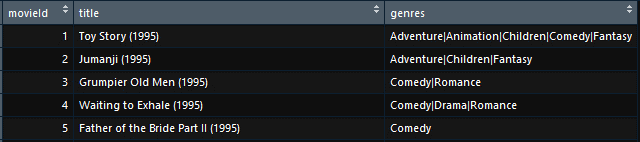 movieId title genres
1 Toy Story (1995) Adventure|Animation|Children|Comedy|Fantasy
2 Jumanji (1995) Adventure|Children|Fantasy
3 Grumpier Old Men (1995) Comedy|Romance
4 Waiting to Exhale (1995) Comedy|Drama|Romance
5 Father of the Bride Part II (1995) Comedy